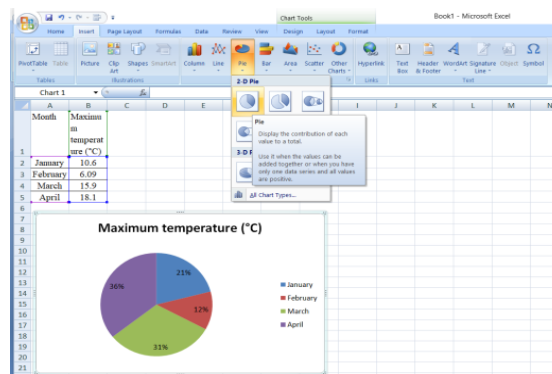 Chart Tools
Book1 - Microsoft Excel
Home Insert Page Layout Formulas Data Review View Design Layout Format
PivotTable Table Picture Clip Art Shapes SmartArt Column Line Pie Bar Area Scatter Other Charts Hyperlink Text Box Header & Footer WordArt Signature Line Object Symbol
Tables Illustrations Links Text
Chart 1 fx
2-D Pie
A B C D E I J K L M N
Pie
Display the contribution of each
value to a total.
Use it when the values can be
added together or when you have
only one data series and all values
are positive.
3-D P
All Chart Types...
1 Month Maximu
m
temperat
ure (°C)
2 January 10.6
3 February 6.09
4 March 15.9
5 April 18.1
6
7
8
9
10
11
12
13
14
15
16
17
18
19
20
21
Maximum temperature (°C)
21%
12%
31%
36%
January
February
March
April